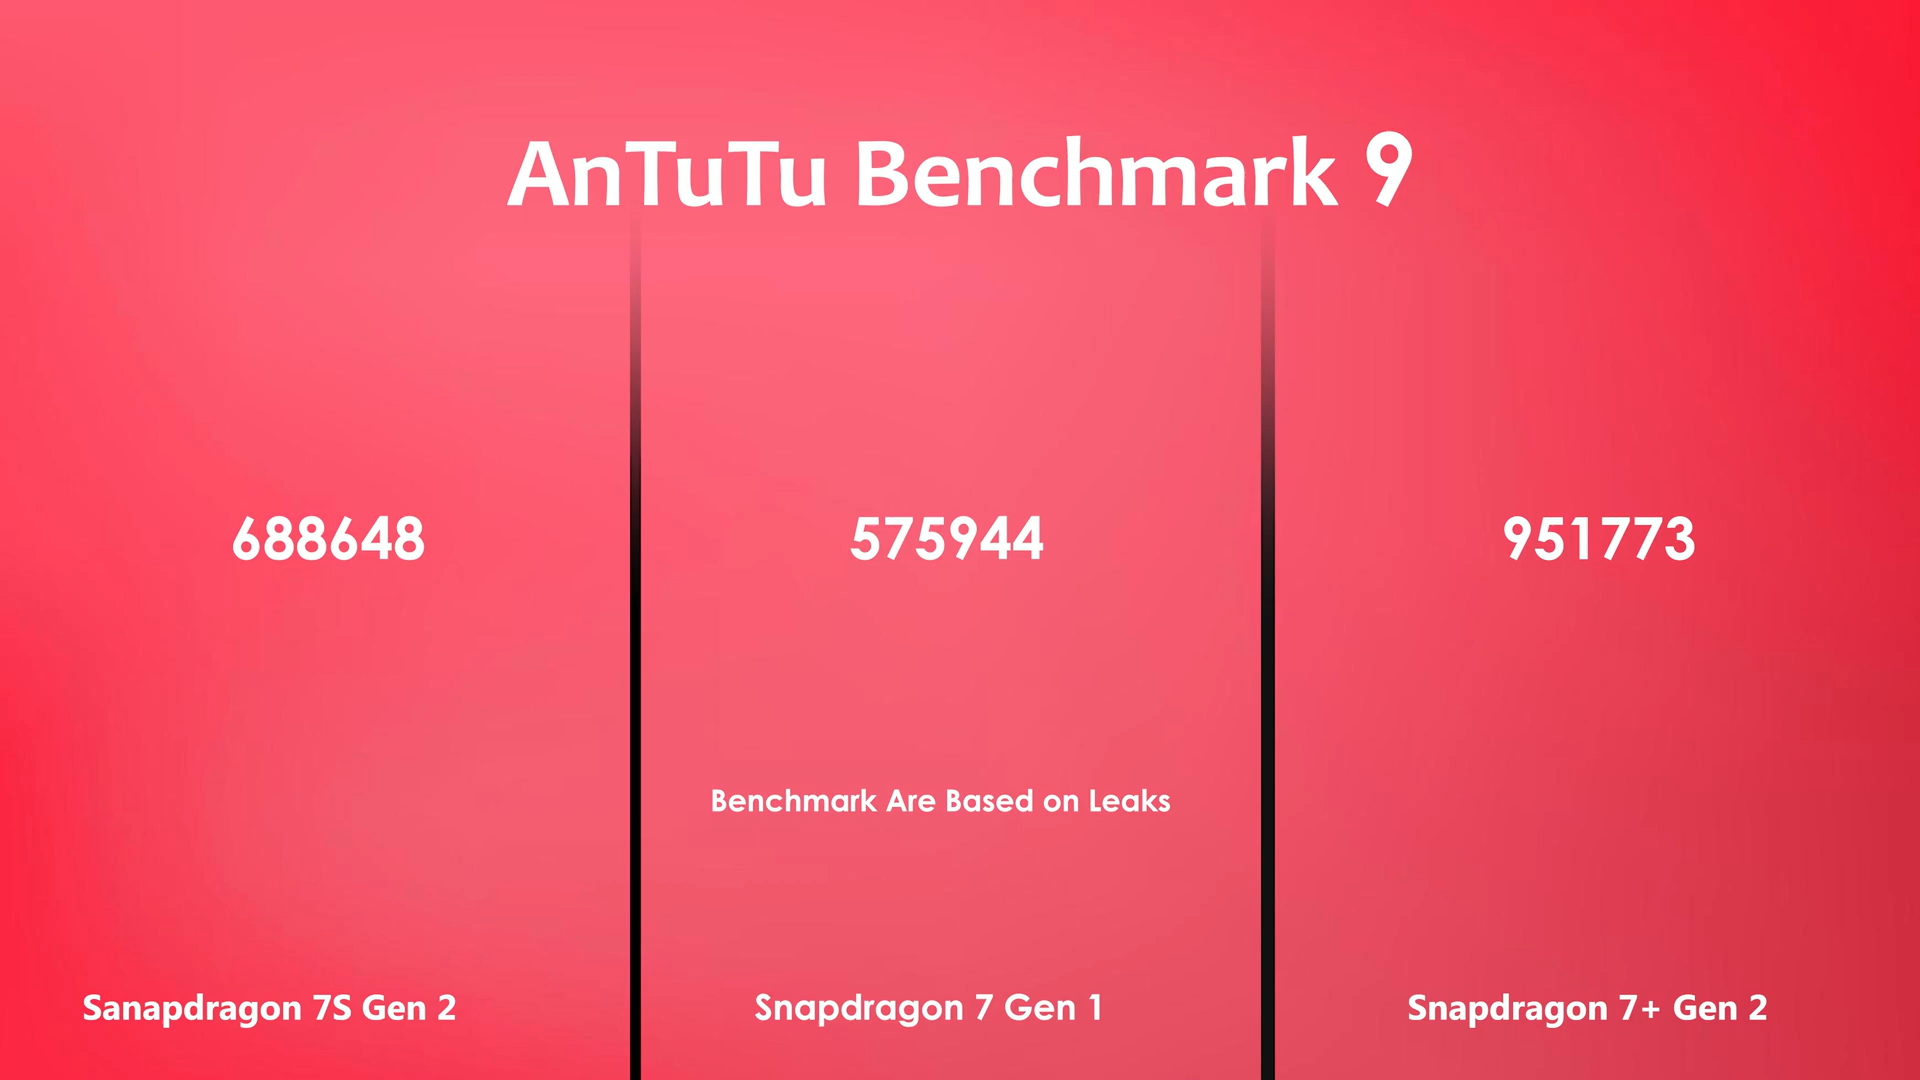 AnTuTu Benchmark 9
688648
575944
951773
Benchmark Are Based on Leaks
Sanapdragon 7S Gen 2
Snapdragon 7 Gen 1
Snapdragon 7+ Gen 2